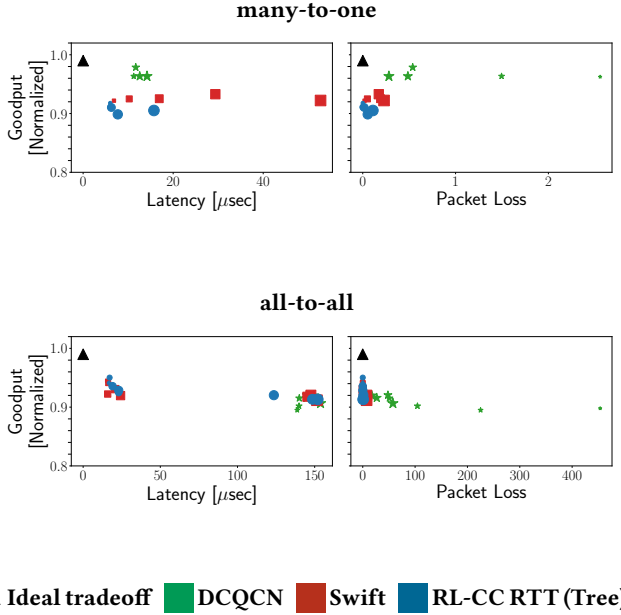 many-to-one
Goodput
[Normalized]
1.0
0.9
0.8
0
20
40
Latency [μsec]
0
1
2
Packet Loss
all-to-all
Goodput
[Normalized]
1.0
0.9
0.8
0
50
100
150
Latency [μsec]
0
100
200
300
400
Packet Loss
Ideal tradeoff DCQCN Swift RL-CC RTT (Tree)